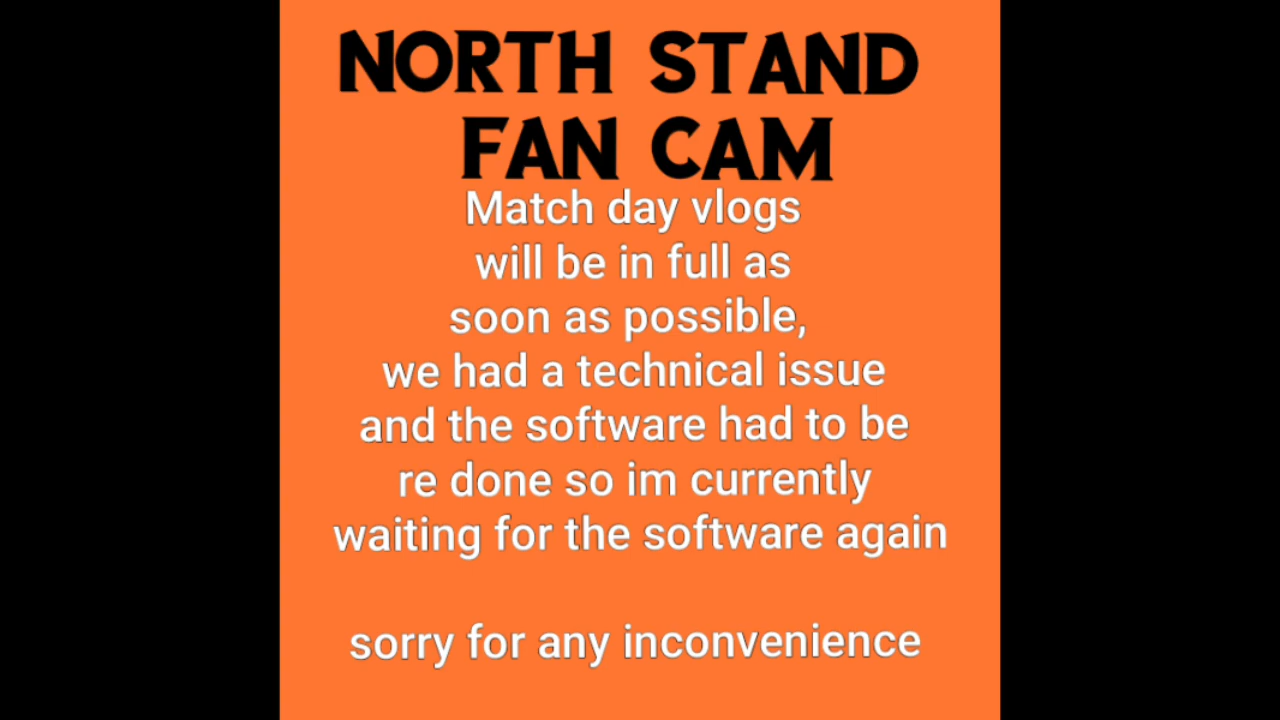 NORTH STAND
FAN CAM
Match day vlogs
will be in full as
soon as possible,
we had a technical issue
and the software had to be
re done so im currently
waiting for the software again
sorry for any inconvenience